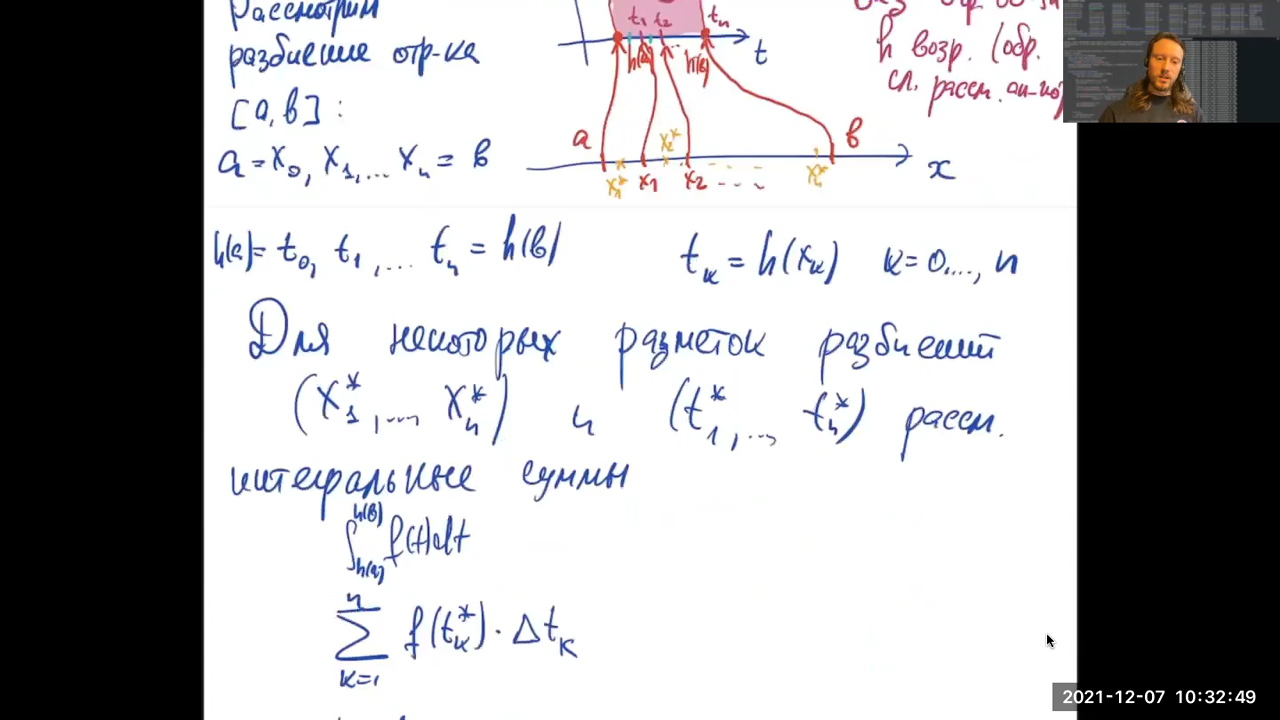 Рассмотрим
разбиение отр-ка
[a,в]:
a = x₀, x₁,... xₙ = в
t₁ t₂ tₙ
h(a) h(в) t
a x₂* в
x₁* x₁ x₂ - - - xₙ* x
h возр. (обр.
сл. рассм.
h(a) = t₀, t₁,... tₙ = h(в) tₖ = h(xₖ) k=0,..., n
Для некоторых разметок разбиений
(x₁*,... xₙ*) и (t₁*,... tₙ*) рассм.
интегральные суммы
∫ₕ₍ₐ₎ʰ⁽ᵇ⁾ f(t)dt
n
∑ f(tₖ*) · Δtₖ
k=1
2021-12-07 10:32:49